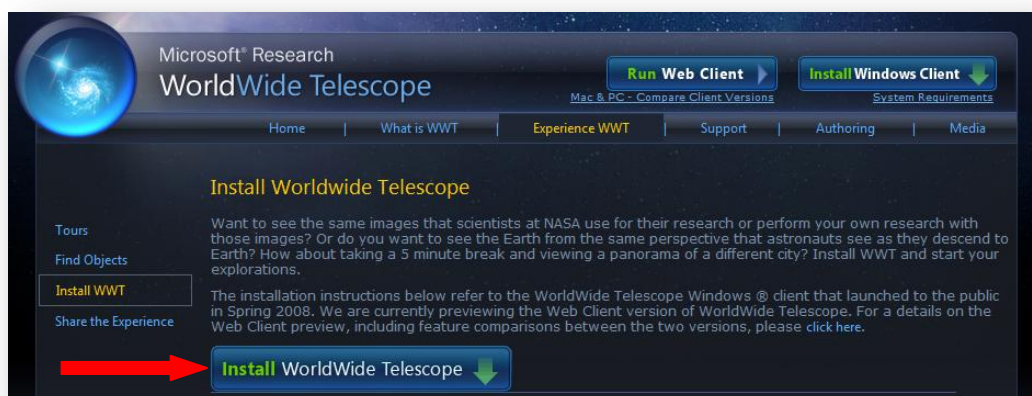 Microsoft® Research
WorldWide Telescope
Run Web Client
Mac & PC - Compare Client Versions
Install Windows Client
System Requirements
Home | What is WWT | Experience WWT | Support | Authoring | Media
Tours
Find Objects
Install WWT
Share the Experience
Install Worldwide Telescope
Want to see the same images that scientists at NASA use for their research or perform your own research with
those images? Or do you want to see the Earth from the same perspective that astronauts see as they descend to
Earth? How about taking a 5 minute break and viewing a panorama of a different city? Install WWT and start your
explorations.
The installation instructions below refer to the WorldWide Telescope Windows ® client that launched to the public
in Spring 2008. We are currently previewing the Web Client version of WorldWide Telescope. For a details on the
Web Client preview, including feature comparisons between the two versions, please click here.
Install WorldWide Telescope